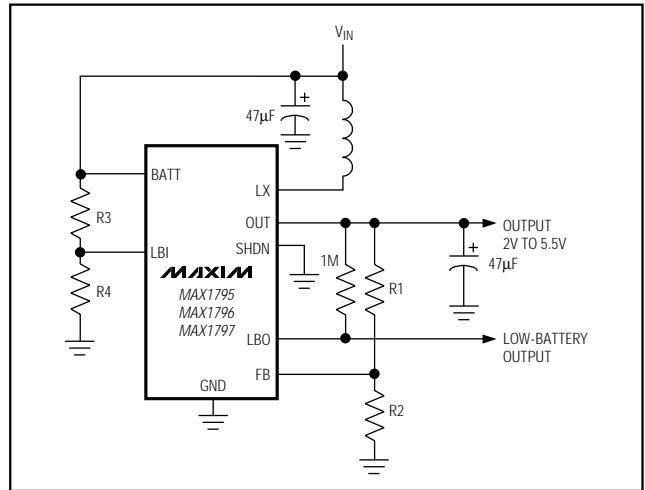 VIN
+
47μF
BATT
LX
R3
OUT
OUTPUT
2V TO 5.5V
SHDN
+
47μF
LBI
1M
R1
MAXIM
R4
MAX1795
MAX1796
MAX1797
LBO
LOW-BATTERY
OUTPUT
FB
GND
R2